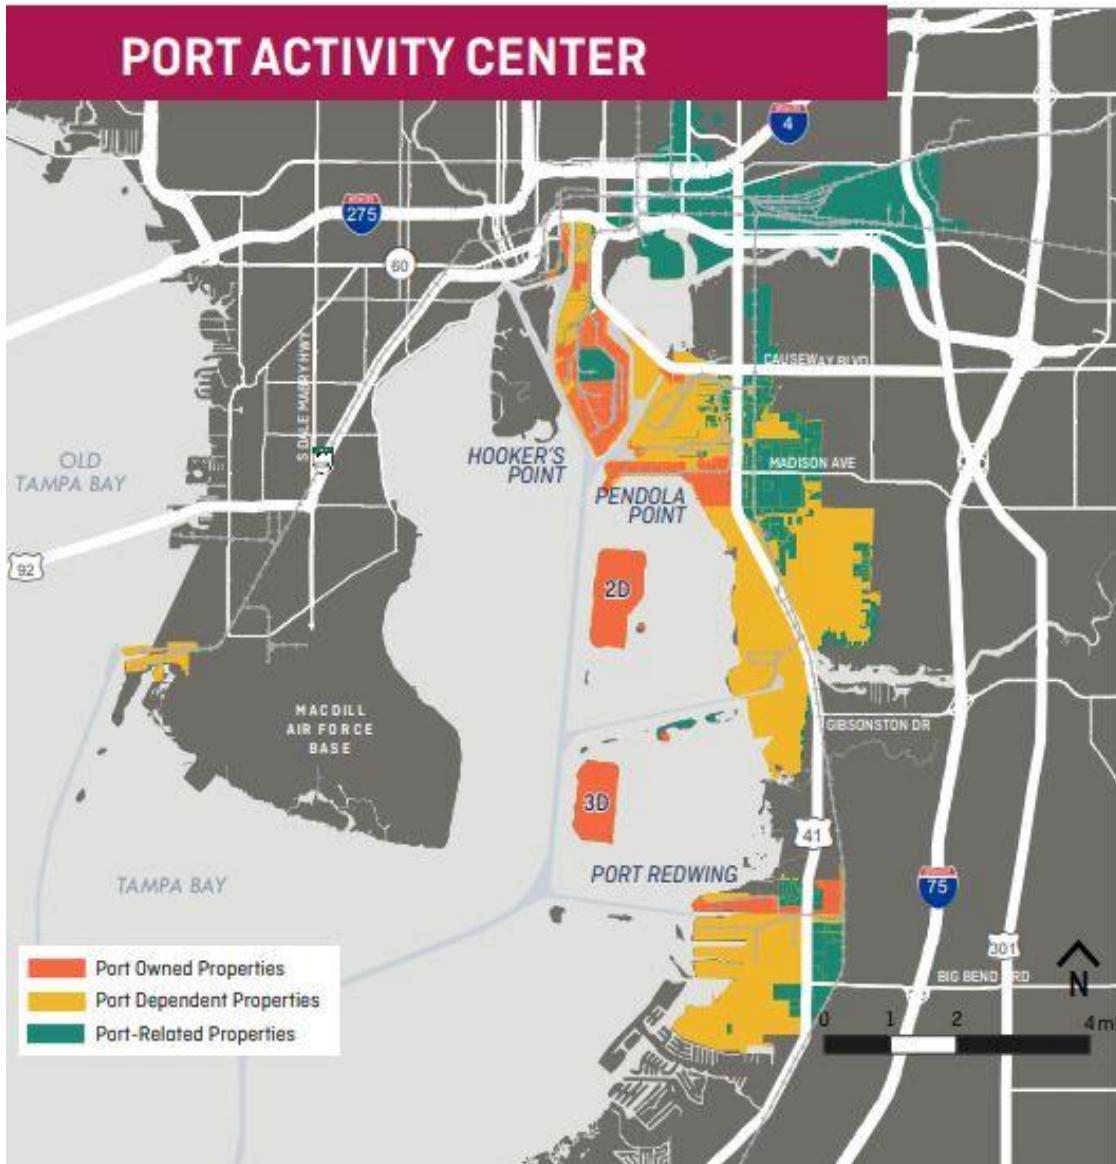 PORT ACTIVITY CENTER
4
275
60
S DALE MABRY HWY
CAUSEWAY BLVD
OLD
TAMPA BAY
HOOKER'S
POINT
MADISON AVE
PENDOLA
POINT
92
2D
MACDILL
AIR FORCE
BASE
GIBSONSTON DR
3D
41
PORT REDWING
TAMPA BAY
75
301
Port Owned Properties
Port Dependent Properties
Port-Related Properties
BIG BEND RD
N
0 1 2 4 mi